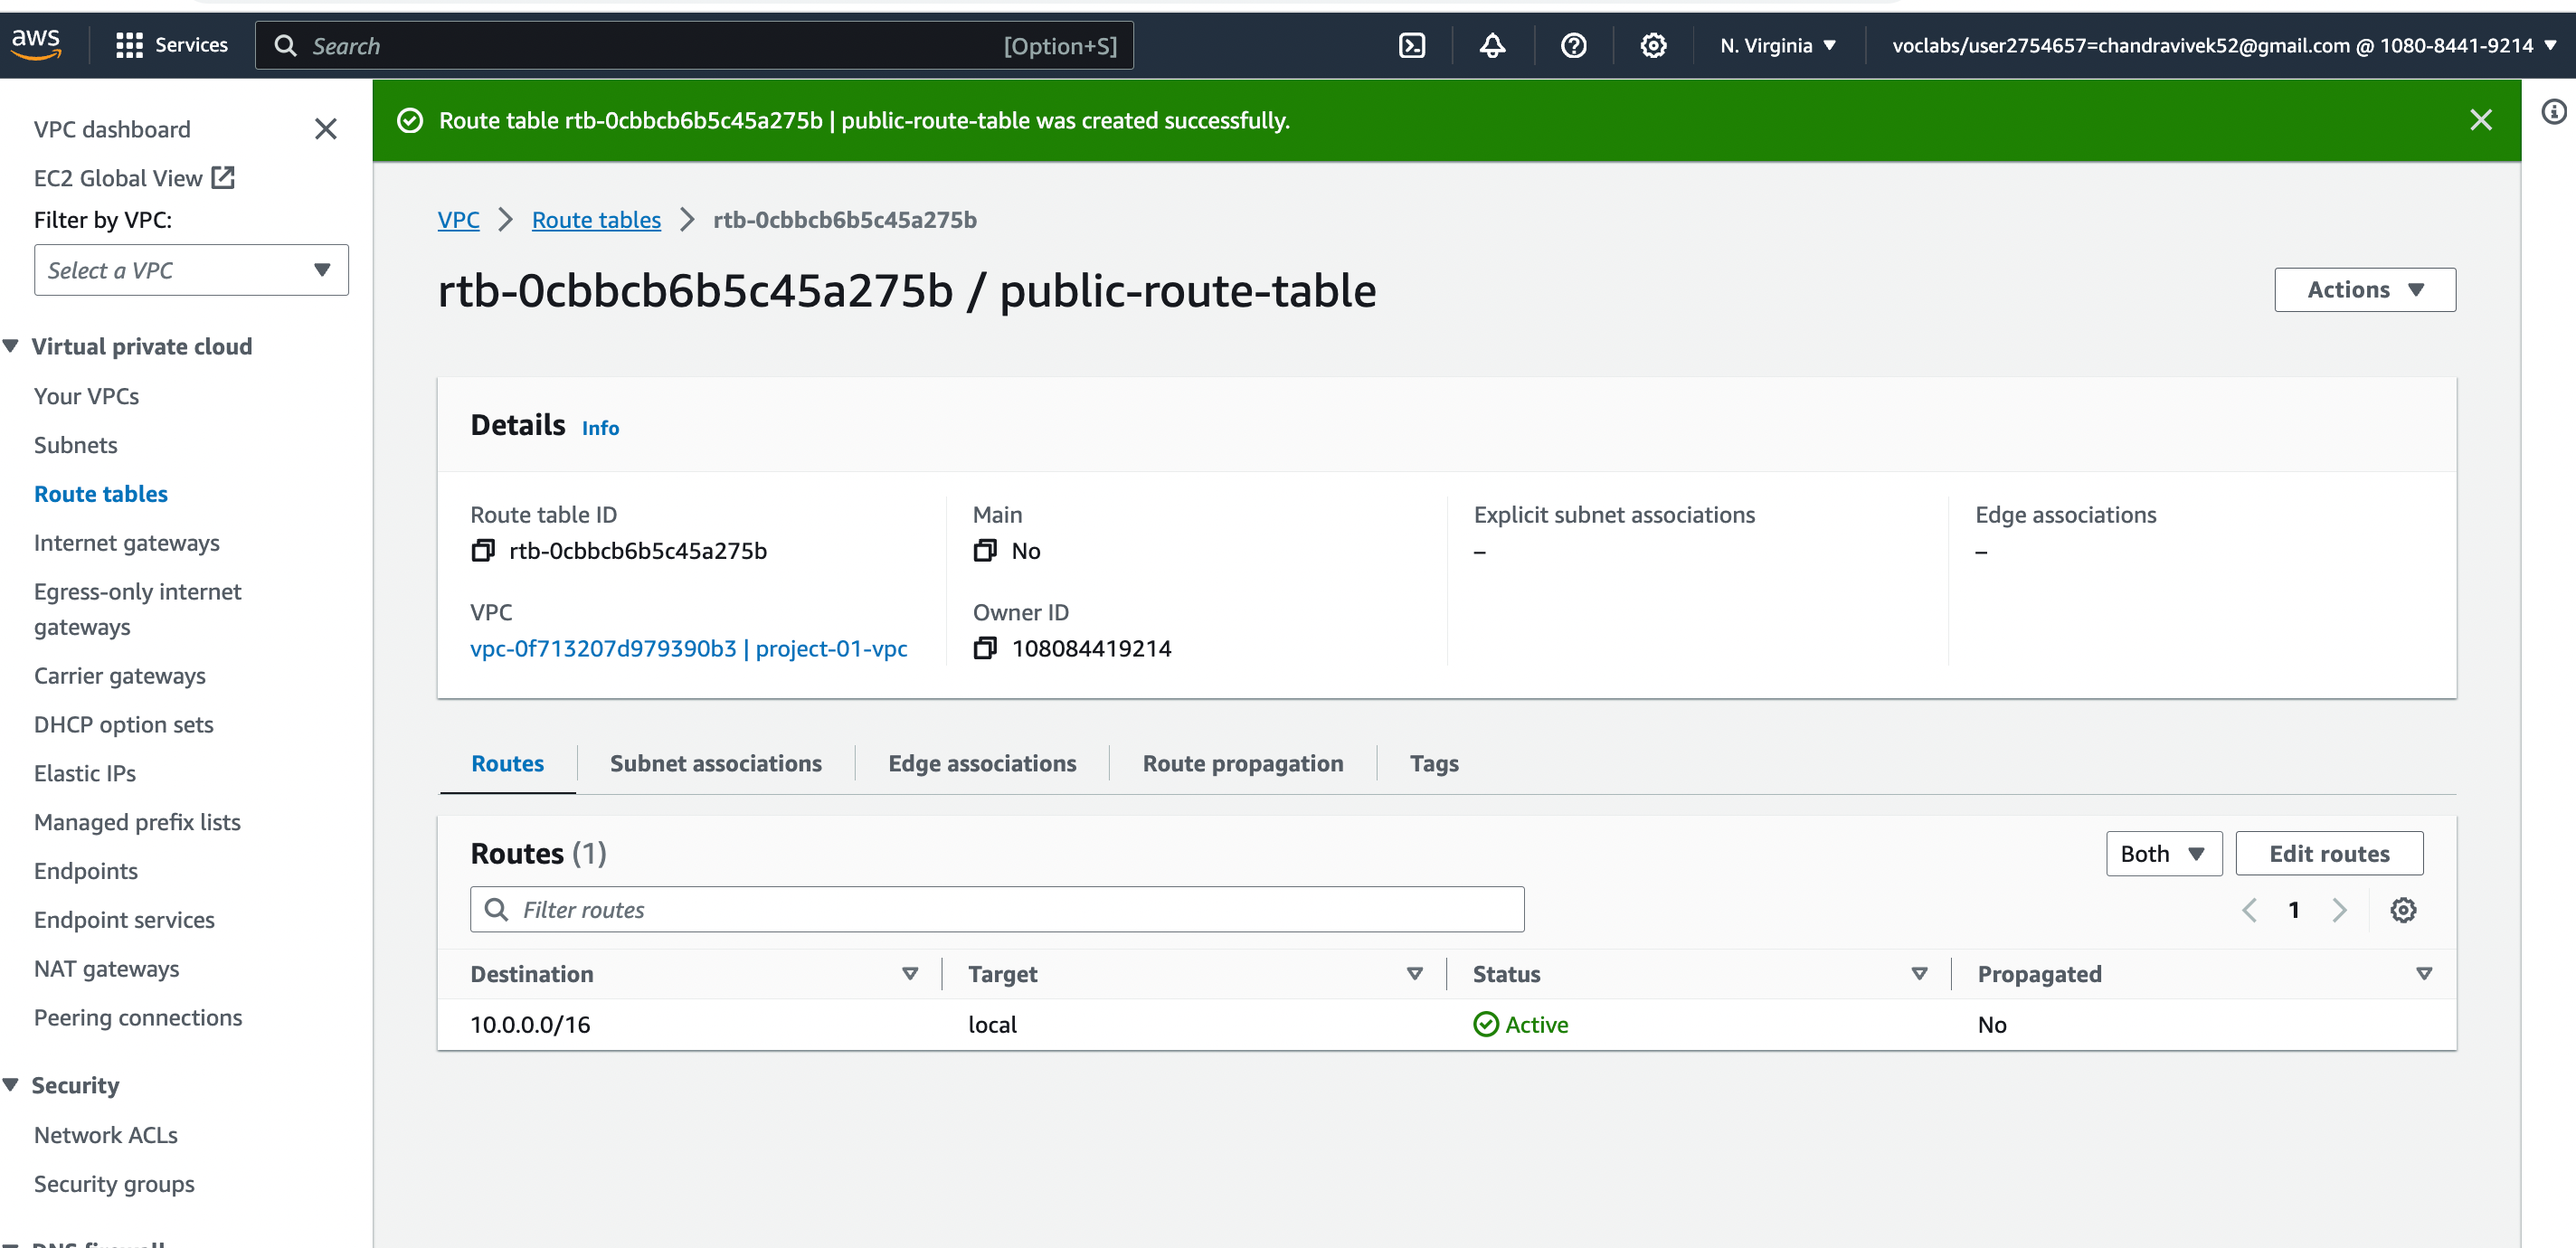 aws
Services
Search
[Option+S]
N. Virginia
voclabs/user2754657=chandravivek52@gmail.com @ 1080-8441-9214
VPC dashboard
EC2 Global View
Filter by VPC:
Select a VPC
Virtual private cloud
Your VPCs
Subnets
Route tables
Internet gateways
Egress-only internet
gateways
Carrier gateways
DHCP option sets
Elastic IPs
Managed prefix lists
Endpoints
Endpoint services
NAT gateways
Peering connections
Security
Network ACLs
Security groups
DNS firewall
Route table rtb-0cbbcb6b5c45a275b | public-route-table was created successfully.
VPC
Route tables
rtb-0cbbcb6b5c45a275b
rtb-0cbbcb6b5c45a275b / public-route-table
Actions
Details Info
Route table ID
rtb-0cbbcb6b5c45a275b
Main
No
Explicit subnet associations
–
Edge associations
–
VPC
vpc-0f713207d979390b3 | project-01-vpc
Owner ID
108084419214
Routes
Subnet associations
Edge associations
Route propagation
Tags
Routes (1)
Both
Edit routes
Filter routes
1
Destination
Target
Status
Propagated
10.0.0.0/16
local
Active
No